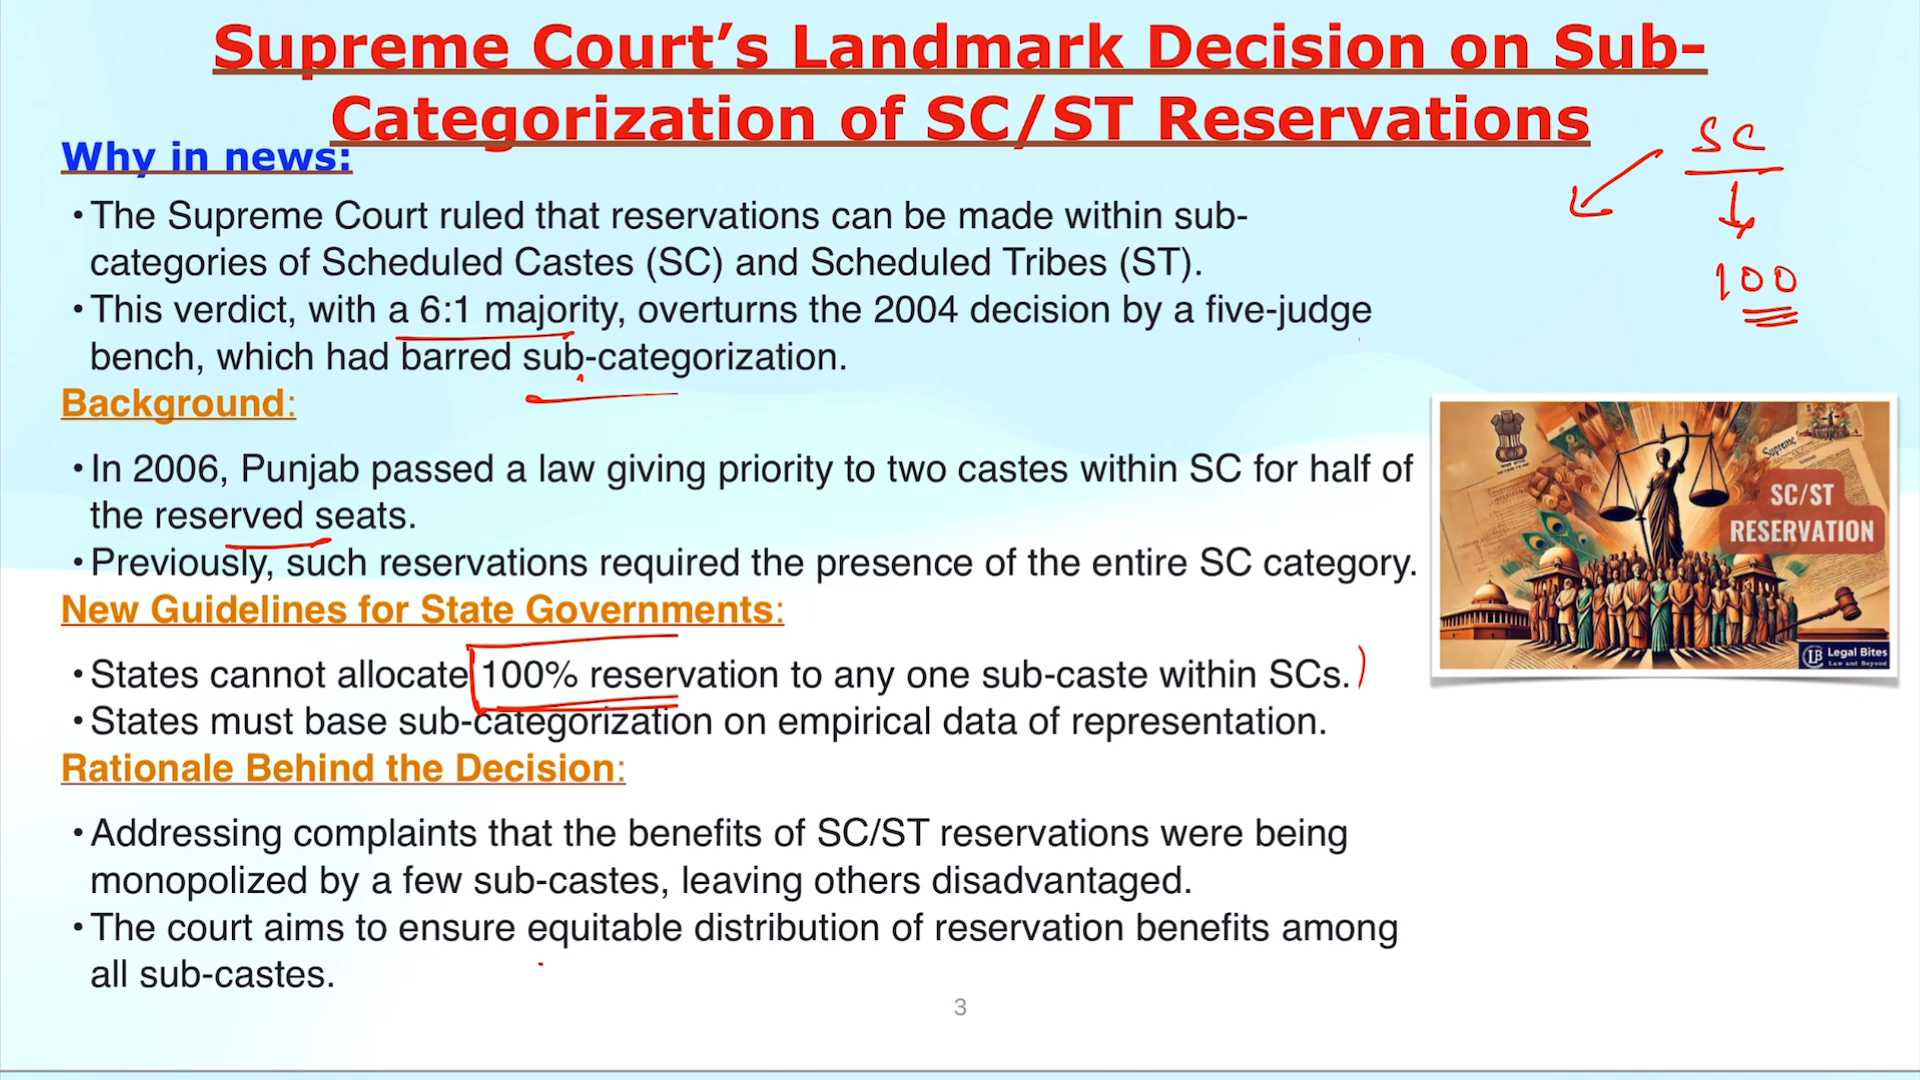 Supreme Court’s Landmark Decision on Sub-
Categorization of SC/ST Reservations
Why in news:
• The Supreme Court ruled that reservations can be made within sub-
categories of Scheduled Castes (SC) and Scheduled Tribes (ST).
• This verdict, with a 6:1 majority, overturns the 2004 decision by a five-judge
bench, which had barred sub-categorization.
SC
100
Background:
• In 2006, Punjab passed a law giving priority to two castes within SC for half of
the reserved seats.
• Previously, such reservations required the presence of the entire SC category.
New Guidelines for State Governments:
• States cannot allocate 100% reservation to any one sub-caste within SCs.
• States must base sub-categorization on empirical data of representation.
Rationale Behind the Decision:
• Addressing complaints that the benefits of SC/ST reservations were being
monopolized by a few sub-castes, leaving others disadvantaged.
• The court aims to ensure equitable distribution of reservation benefits among
all sub-castes.
Supreme
SC/ST
RESERVATION
LB Legal Bites
Law and Beyond
3